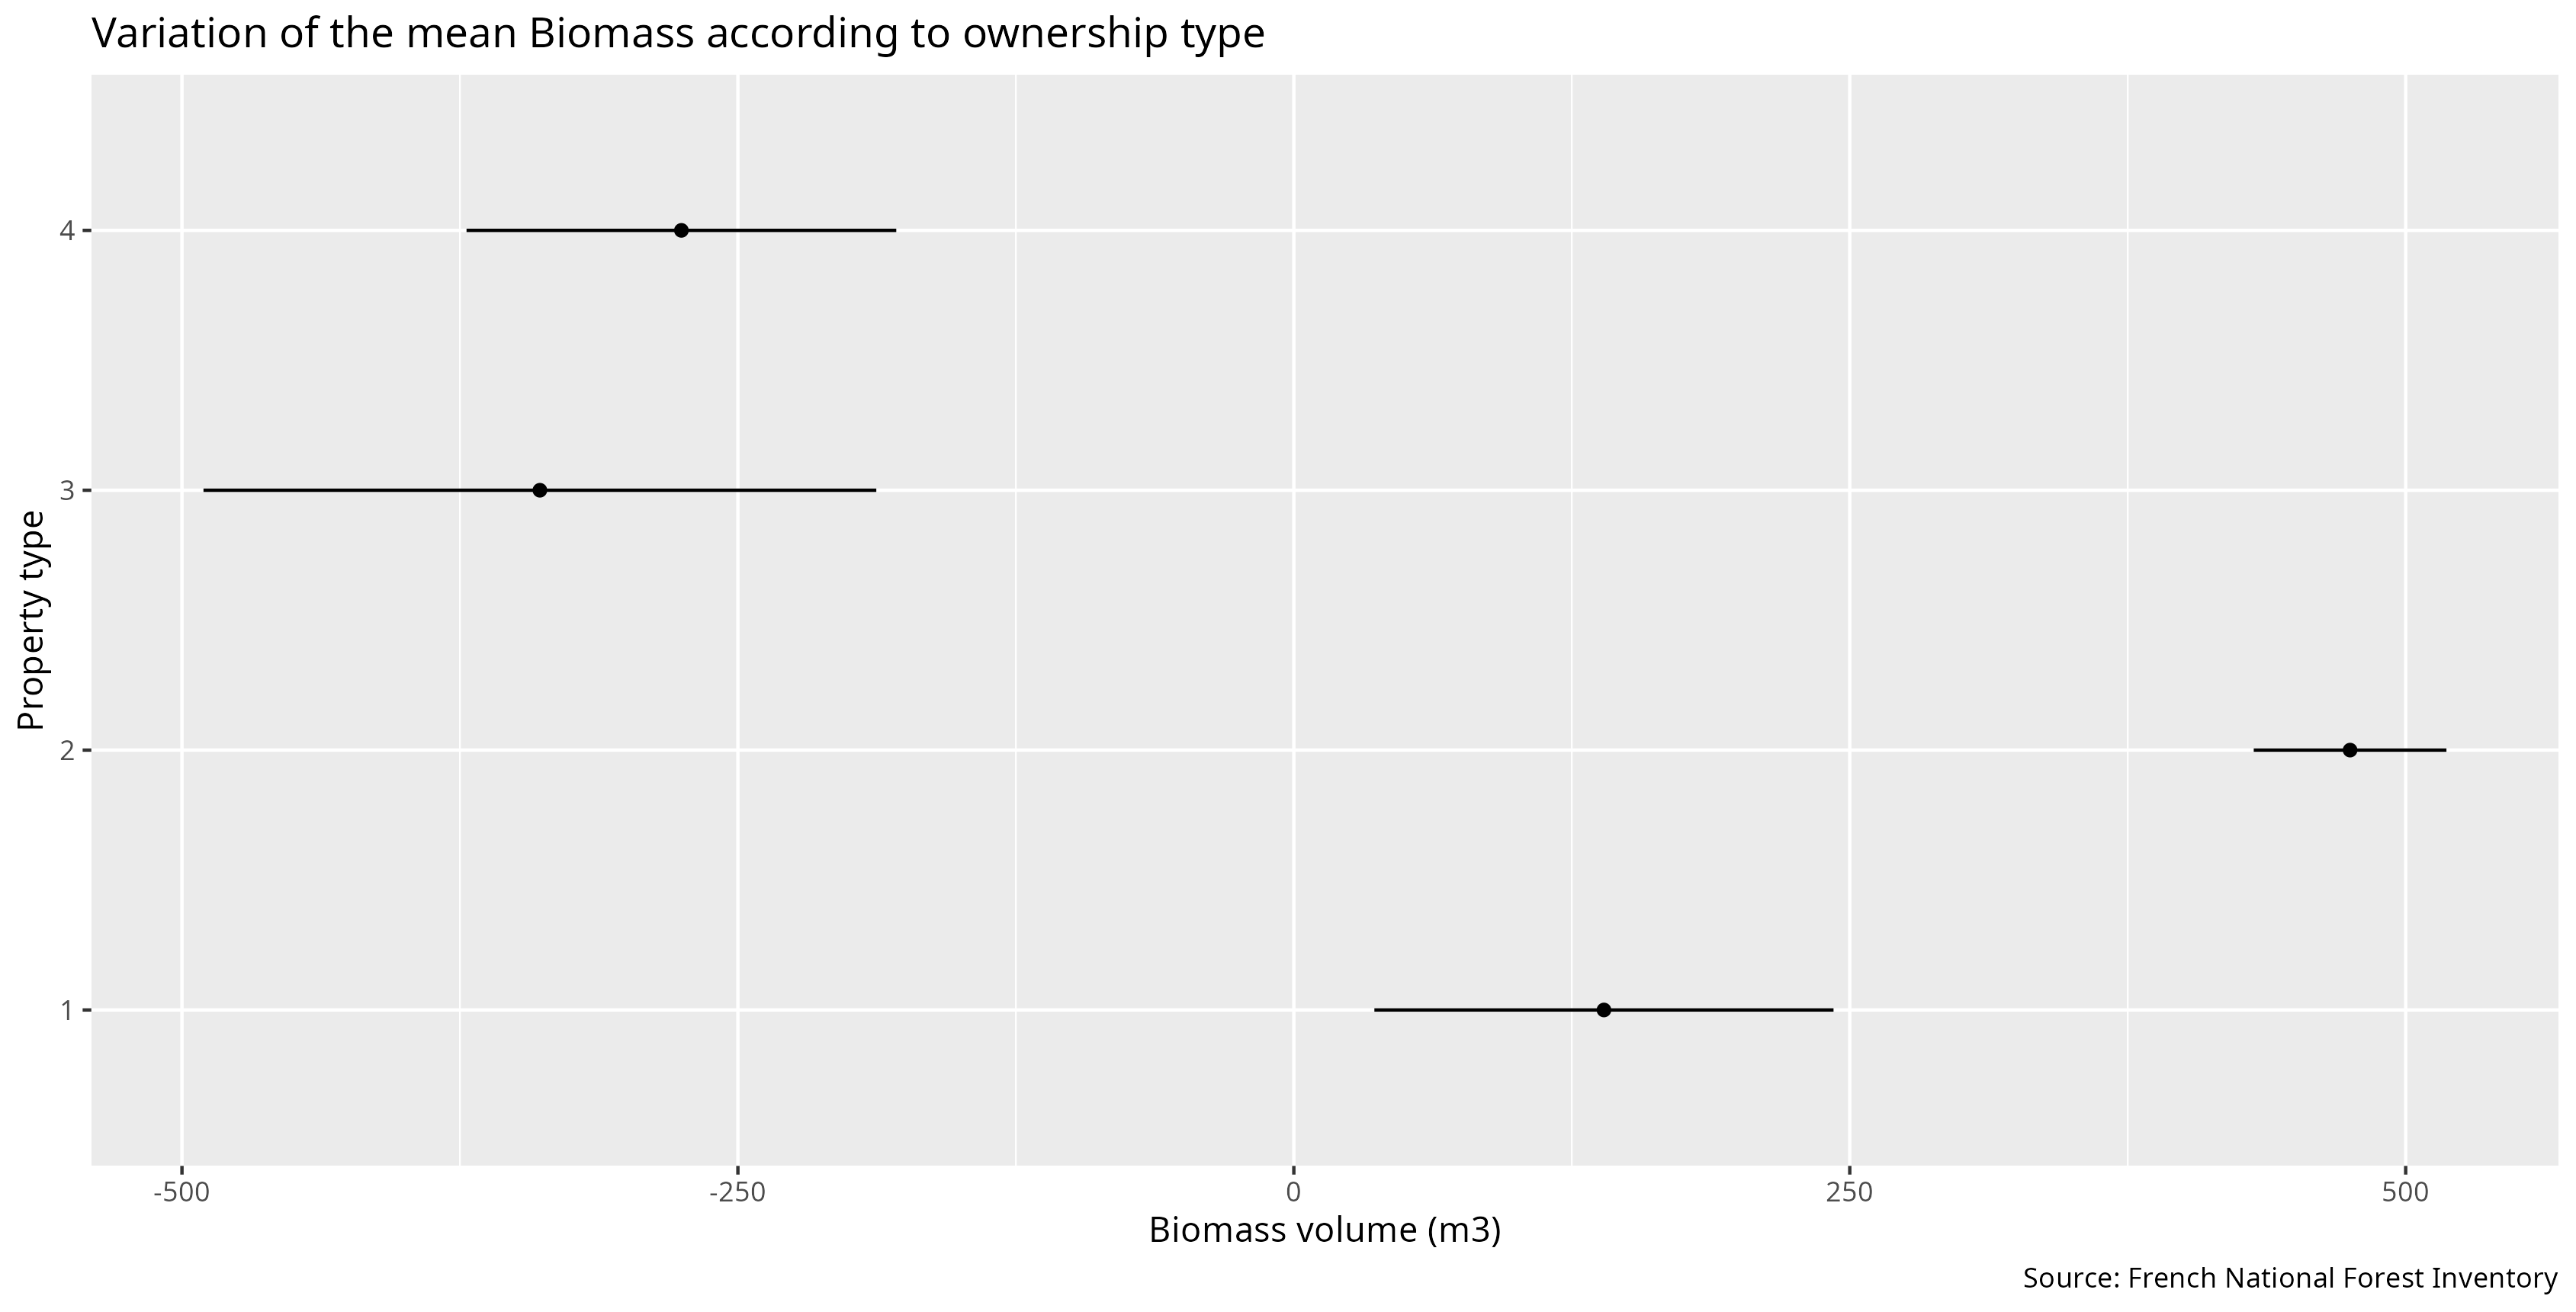 Variation of the mean Biomass according to ownership type
Property type
4
3
2
1
-500 -250 0 250 500
Biomass volume (m3)
Source: French National Forest Inventory